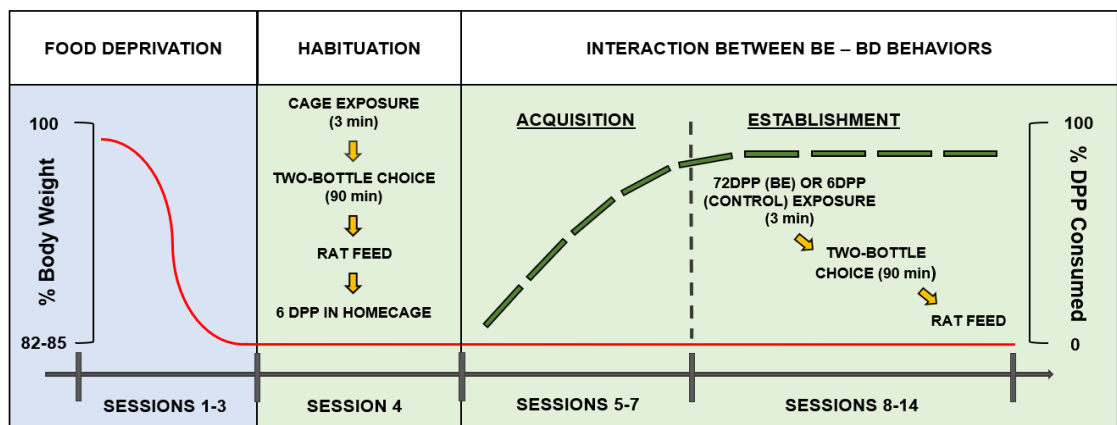 FOOD DEPRIVATION
HABITUATION
INTERACTION BETWEEN BE – BD BEHAVIORS
100
% Body Weight
82-85
CAGE EXPOSURE
(3 min)
TWO-BOTTLE CHOICE
(90 min)
RAT FEED
6 DPP IN HOMECAGE
ACQUISITION
ESTABLISHMENT
72DPP (BE) OR 6DPP
(CONTROL) EXPOSURE
(3 min)
TWO-BOTTLE
CHOICE (90 min)
RAT FEED
100
% DPP Consumed
0
SESSIONS 1-3
SESSION 4
SESSIONS 5-7
SESSIONS 8-14